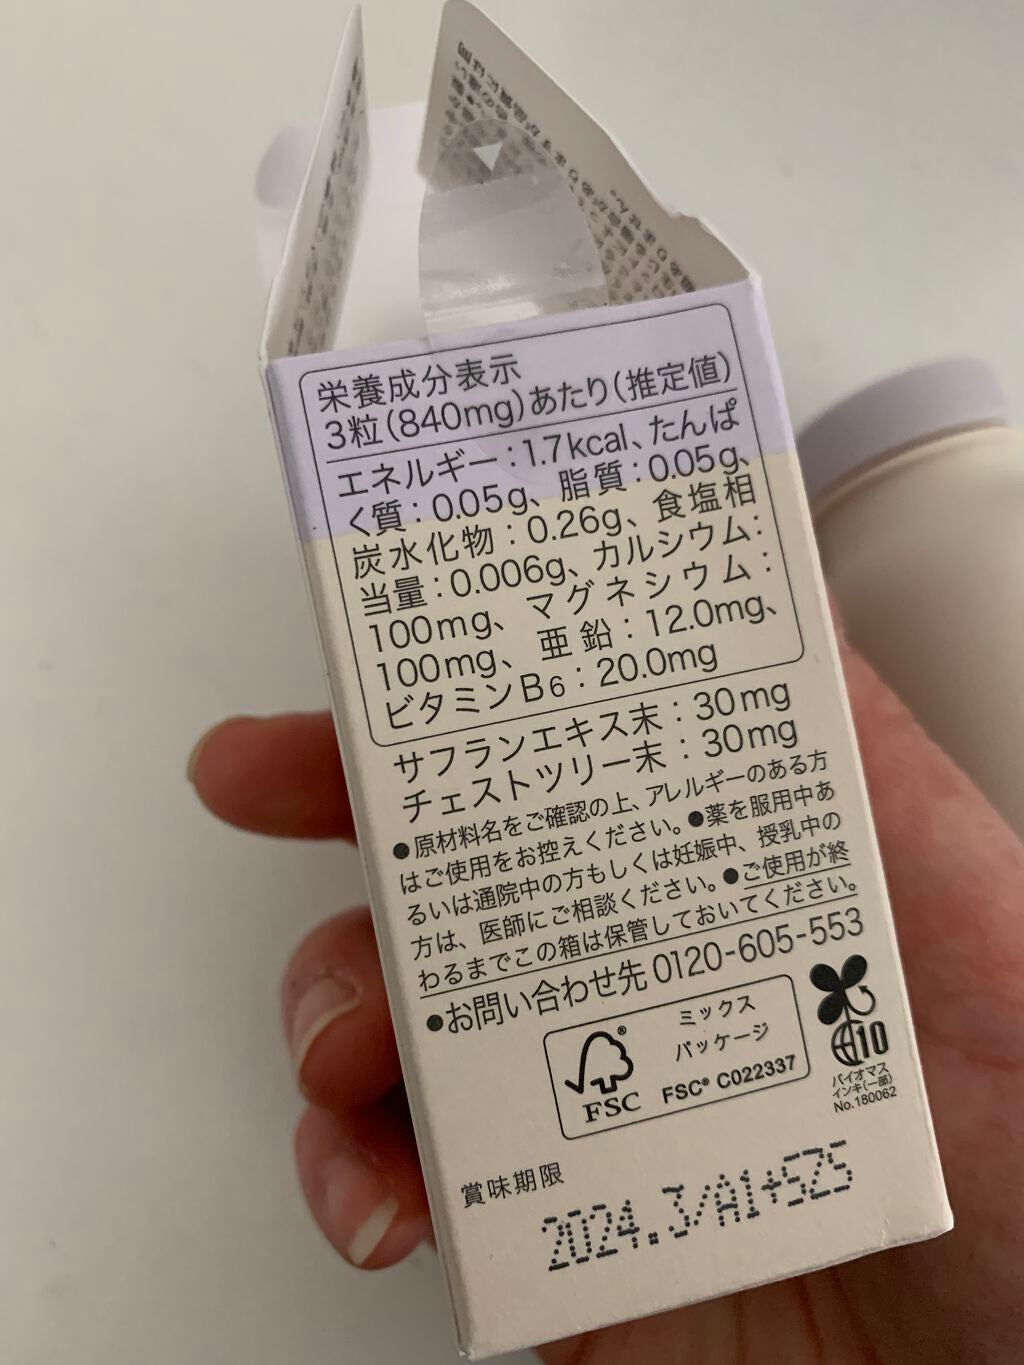 栄養成分表示
3粒(840mg)あたり(推定値)
エネルギー:1.7kcal、たんぱ
く質:0.05g、脂質:0.05g、
炭水化物:0.26g、食塩相
当量:0.006g、カルシウム:
100mg、マグネシウム:
100mg、亜鉛:12.0mg、
ビタミンB6:20.0mg
サフランエキス末:30mg
チェストツリー末:30mg
●原材料名をご確認の上、アレルギーのある方
はご使用をお控えください。●薬を服用中あ
るいは通院中の方もしくは妊娠中、授乳中の
方は、医師にご相談ください。●ご使用が終
わるまでこの箱は保管しておいてください。
●お問い合わせ先 0120-605-553
ミックス
パッケージ
FSC® C022337
FSC
10
バイオマス
インキ(一部)
No.180062
賞味期限
2024.3/A1+525